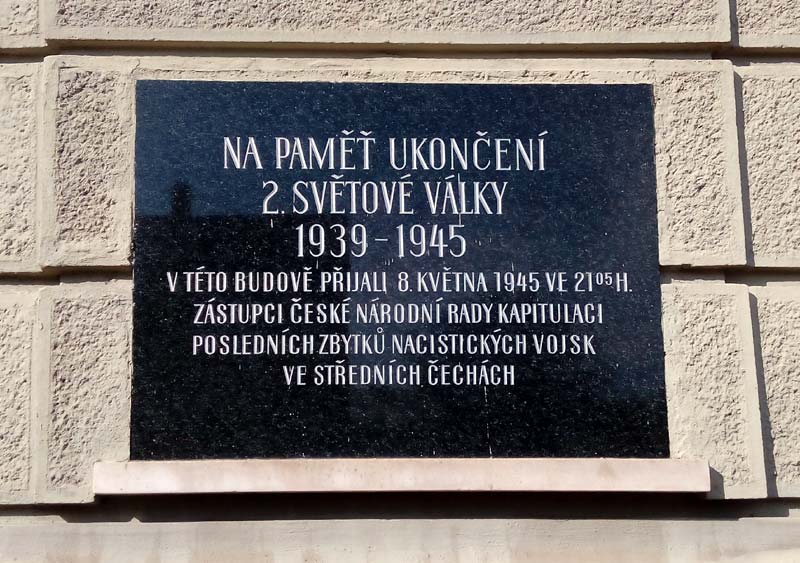 NA PAMĚŤ UKONČENÍ
2. SVĚTOVÉ VÁLKY
1939 - 1945
V TÉTO BUDOVĚ PŘIJALI 8. KVĚTNA 1945 VE 21⁰⁵ H.
ZÁSTUPCI ČESKÉ NÁRODNÍ RADY KAPITULACI
POSLEDNÍCH ZBYTKŮ NACISTICKÝCH VOJSK
VE STŘEDNÍCH ČECHÁCH